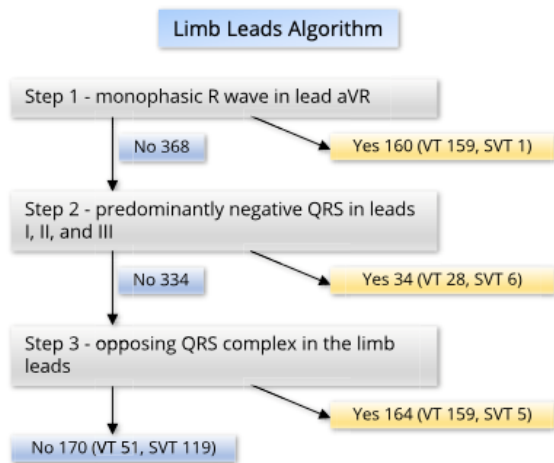 Limb Leads Algorithm
Step 1 - monophasic R wave in lead aVR
No 368
Yes 160 (VT 159, SVT 1)
Step 2 - predominantly negative QRS in leads
I, II, and III
No 334
Yes 34 (VT 28, SVT 6)
Step 3 - opposing QRS complex in the limb
leads
Yes 164 (VT 159, SVT 5)
No 170 (VT 51, SVT 119)